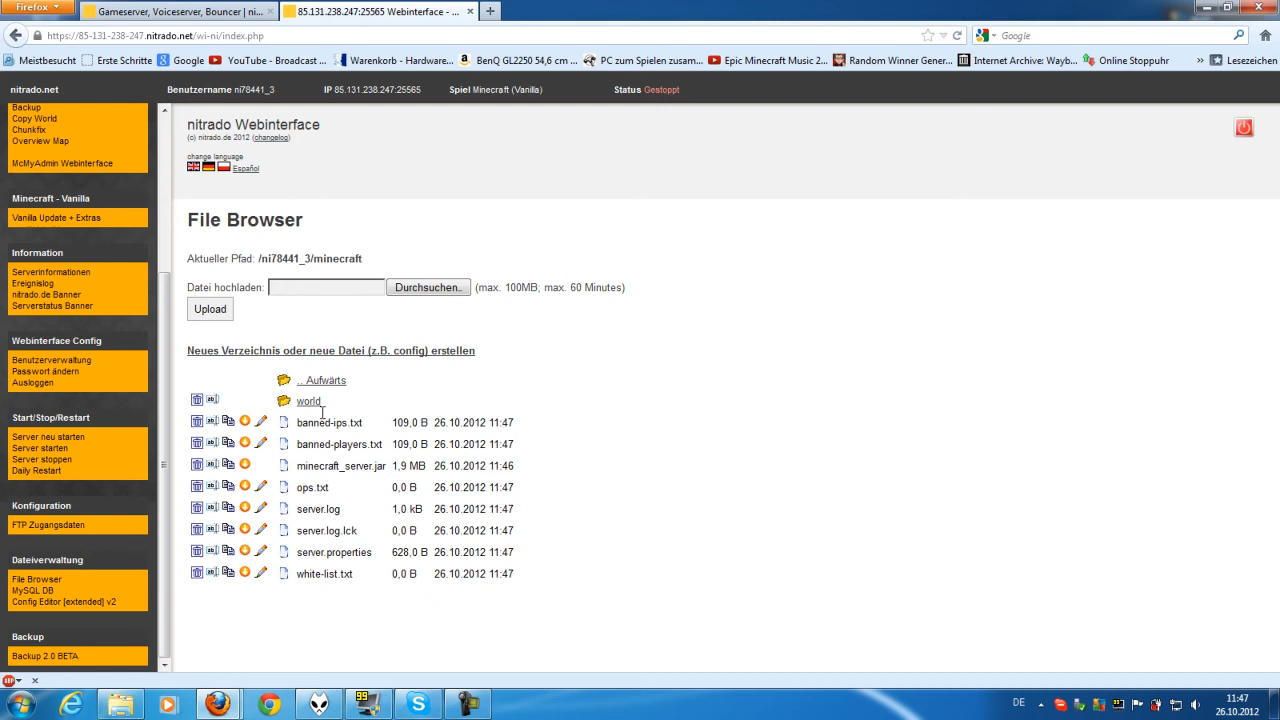 Firefox
Gameserver, Voiceserver, Bouncer | ni...
85.131.238.247:25565 Webinterface - ...
https://85-131-238-247.nitrado.net/wi-ni/index.php
Google
Meistbesucht
Erste Schritte
Google
YouTube - Broadcast ...
Warenkorb - Hardware...
BenQ GL2250 54,6 cm ...
PC zum Spielen zusam...
Epic Minecraft Music 2...
Random Winner Gener...
Internet Archive: Wayb...
Online Stoppuhr
»
Lesezeichen
nitrado.net
Benutzername ni78441_3
IP 85.131.238.247:25565
Spiel Minecraft (Vanilla)
Status Gestoppt
Backup
Copy World
Chunkfix
Overview Map
McMyAdmin Webinterface
Minecraft - Vanilla
Vanilla Update + Extras
Information
Serverinformationen
Ereignislog
nitrado.de Banner
Serverstatus Banner
Webinterface Config
Benutzerverwaltung
Passwort ändern
Ausloggen
Start/Stop/Restart
Server neu starten
Server starten
Server stoppen
Daily Restart
Konfiguration
FTP Zugangsdaten
Dateiverwaltung
File Browser
MySQL DB
Config Editor [extended] v2
Backup
Backup 2.0 BETA
nitrado Webinterface
(c) nitrado.de 2012 (changelog)
change language
Español
File Browser
Aktueller Pfad: /ni78441_3/minecraft
Datei hochladen: Durchsuchen.. (max. 100MB; max. 60 Minutes)
Upload
Neues Verzeichnis oder neue Datei (z.B. config) erstellen
.. Aufwärts
world
banned-ips.txt 109,0 B 26.10.2012 11:47
banned-players.txt 109,0 B 26.10.2012 11:47
minecraft_server.jar 1,9 MB 26.10.2012 11:46
ops.txt 0,0 B 26.10.2012 11:47
server.log 1,0 kB 26.10.2012 11:47
server.log.lck 0,0 B 26.10.2012 11:47
server.properties 628,0 B 26.10.2012 11:47
white-list.txt 0,0 B 26.10.2012 11:47
ABP
99
DE
11:47
26.10.2012